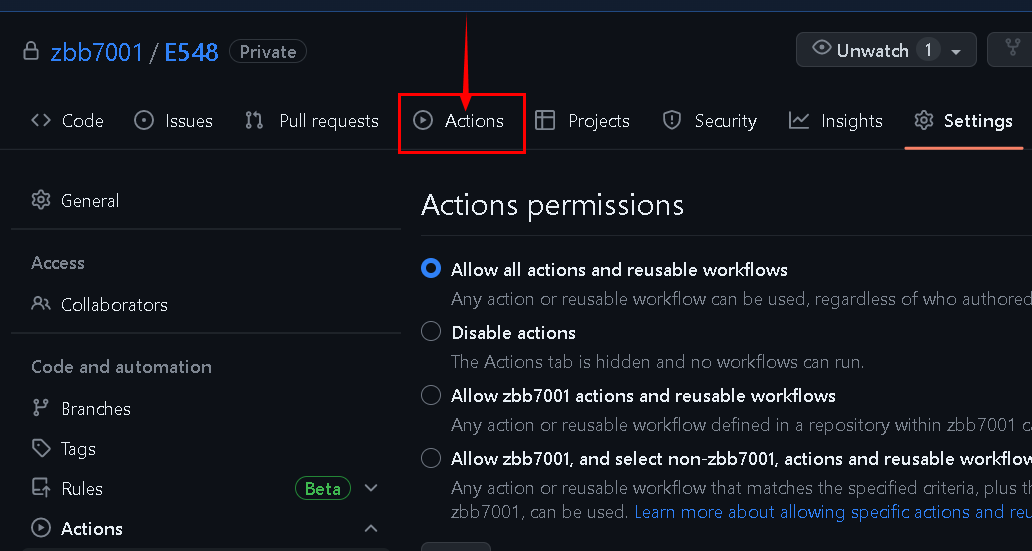 zbb7001 / E548 Private Unwatch 1
Code Issues Pull requests Actions Projects Security Insights Settings
General
Access
Collaborators
Code and automation
Branches
Tags
Rules Beta
Actions
Actions permissions
Allow all actions and reusable workflows
Any action or reusable workflow can be used, regardless of who authored
Disable actions
The Actions tab is hidden and no workflows can run.
Allow zbb7001 actions and reusable workflows
Any action or reusable workflow defined in a repository within zbb7001
Allow zbb7001, and select non-zbb7001, actions and reusable
Any action or reusable workflow that matches the specified criteria, plus
zbb7001, can be used. Learn more about allowing specific actions and